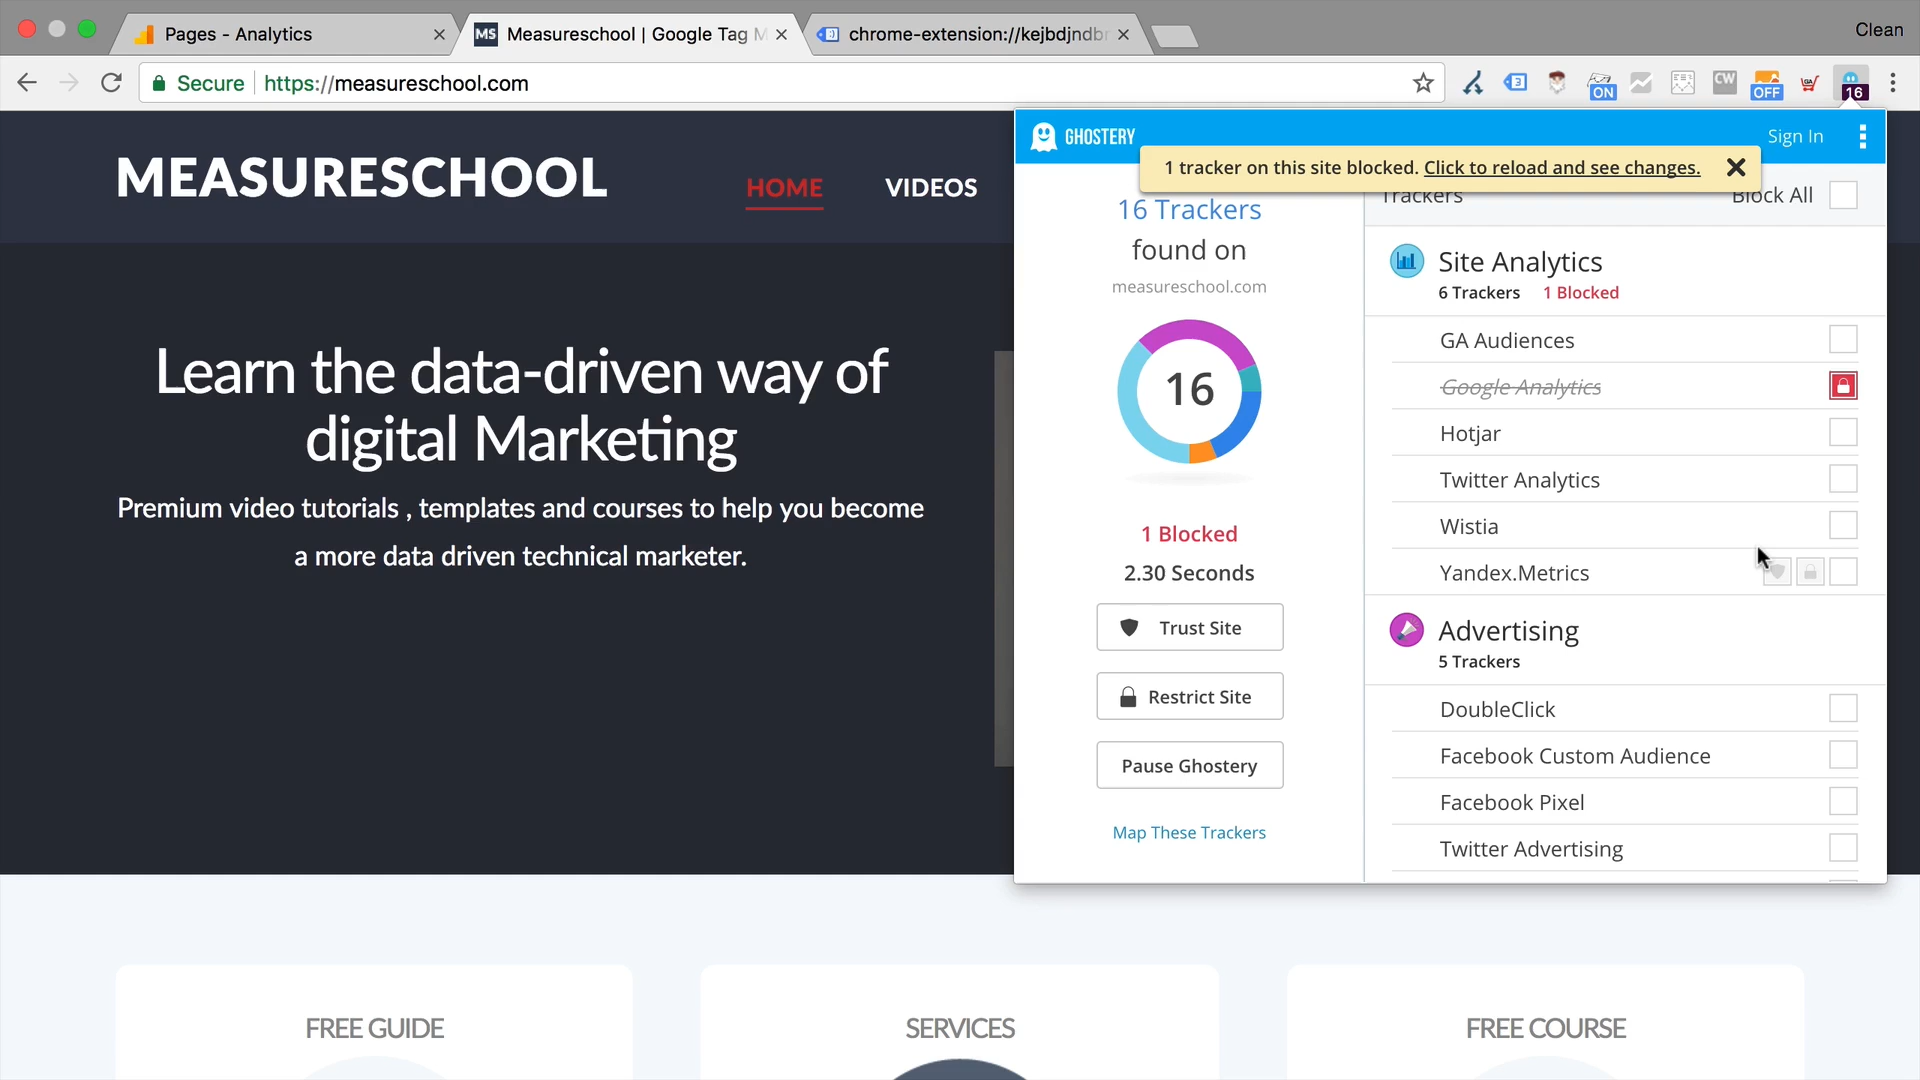 Pages - Analytics
Measureschool | Google Tag M
chrome-extension://kejbdjndbr
Clean
Secure
https://measureschool.com
3
ON
CW
OFF
16
MEASURESCHOOL
HOME
VIDEOS
GHOSTERY
Sign In
1 tracker on this site blocked. Click to reload and see changes.
16 Trackers
found on
measureschool.com
16
1 Blocked
2.30 Seconds
Trust Site
Restrict Site
Pause Ghostery
Map These Trackers
Trackers
Block All
Site Analytics
6 Trackers 1 Blocked
GA Audiences
Google Analytics
Hotjar
Twitter Analytics
Wistia
Yandex.Metrics
Advertising
5 Trackers
DoubleClick
Facebook Custom Audience
Facebook Pixel
Twitter Advertising
Learn the data-driven way of
digital Marketing
Premium video tutorials , templates and courses to help you become
a more data driven technical marketer.
FREE GUIDE
SERVICES
FREE COURSE